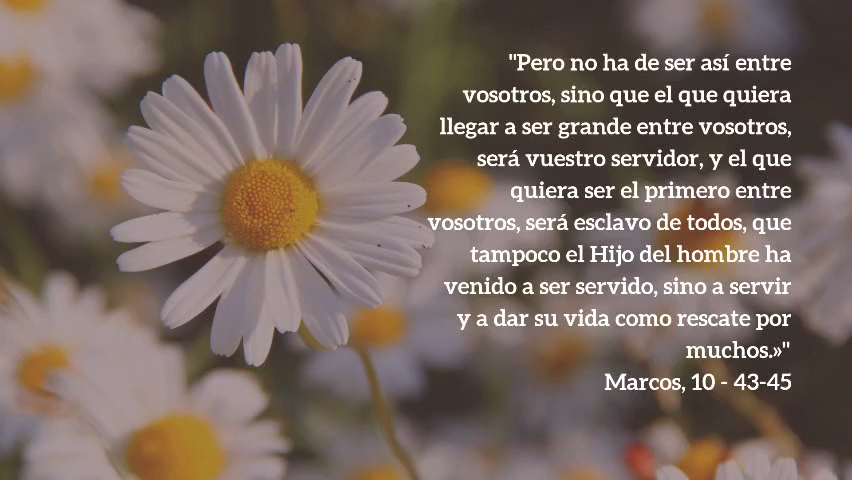 "Pero no ha de ser así entre
vosotros, sino que el que quiera
llegar a ser grande entre vosotros,
será vuestro servidor, y el que
quiera ser el primero entre
vosotros, será esclavo de todos, que
tampoco el Hijo del hombre ha
venido a ser servido, sino a servir
y a dar su vida como rescate por
muchos.»"
Marcos, 10 - 43-45